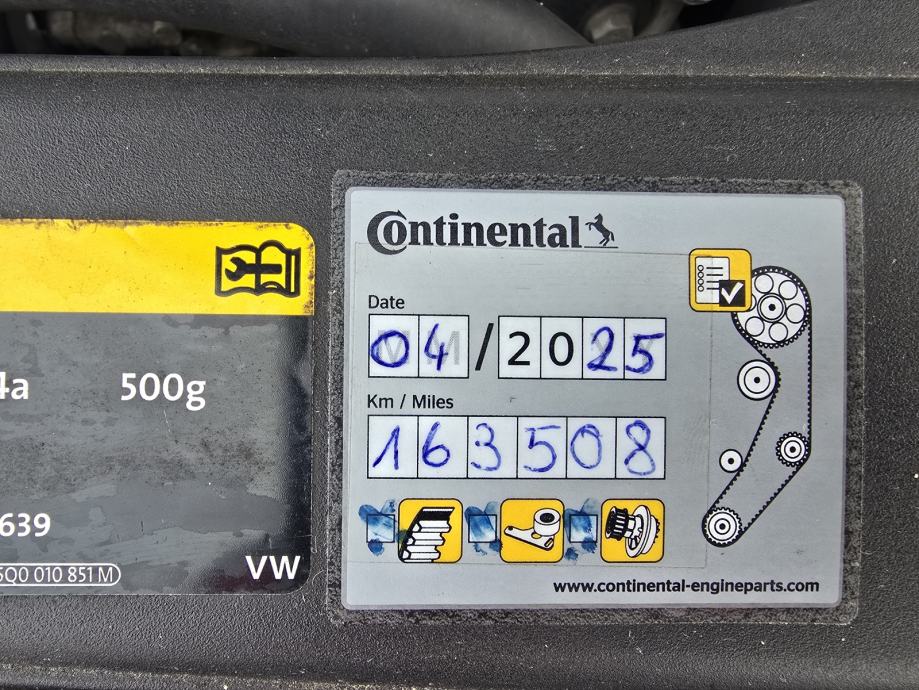 Continental
Date
04/2025
Km / Miles
163508
www.continental-engineparts.com
4a 500g
639
5Q0 010 851 M
VW